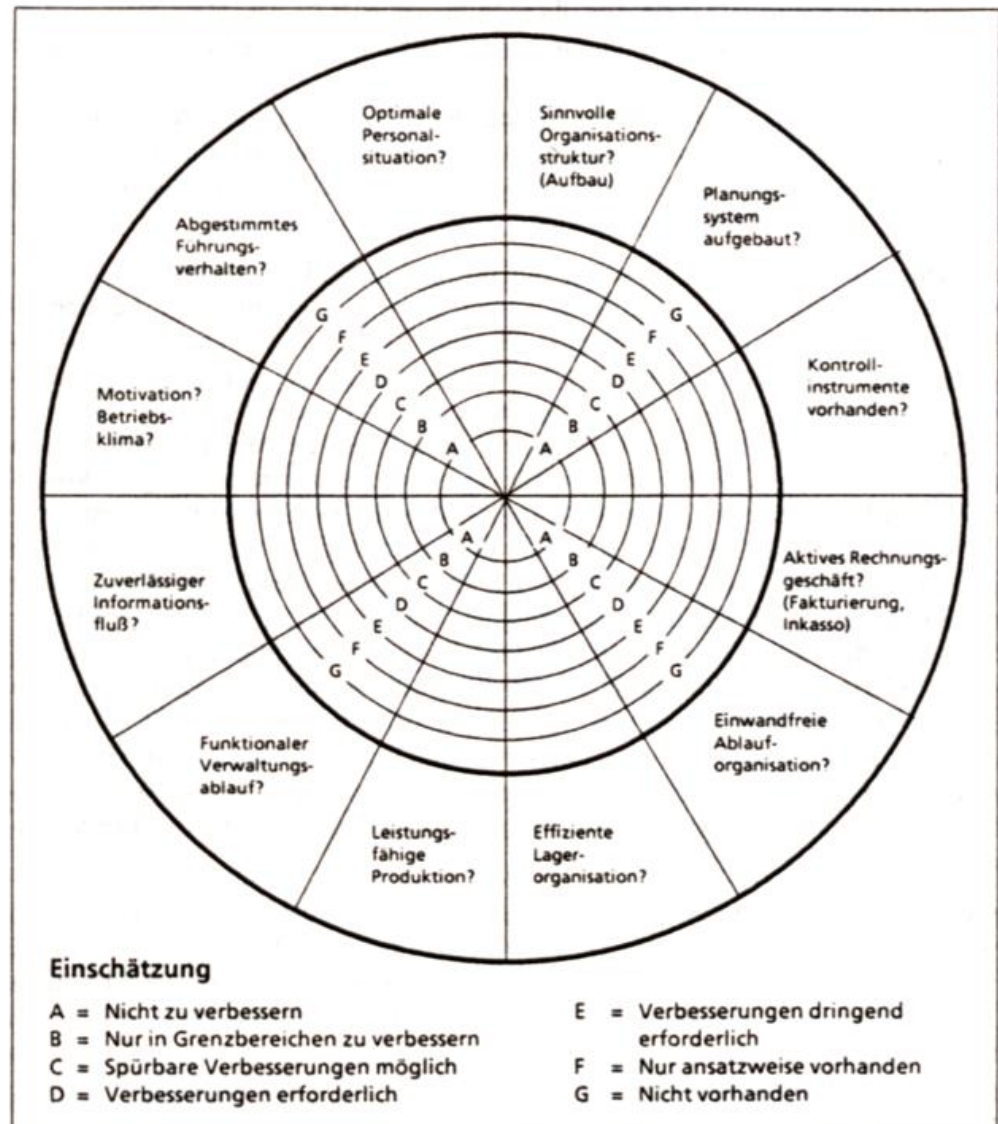 Optimale
Personal-
situation?
Sinnvolle
Organisations-
struktur?
(Aufbau)
Planungs-
system
aufgebaut?
Kontroll-
instrumente
vorhanden?
Aktives Rechnungs-
geschäft?
(Fakturierung,
Inkasso)
Einwandfreie
Ablauf-
organisation?
Effiziente
Lager-
organisation?
Leistungs-
fähige
Produktion?
Funktionaler
Verwaltungs-
ablauf?
Zuverlässiger
Informations-
fluß?
Motivation?
Betriebs-
klima?
Abgestimmtes
Führungs-
verhalten?
G
F
E
D
C
B
A
G
F
E
D
C
B
A
A
B
C
D
E
F
G
A
B
C
D
E
F
G
Einschätzung
A = Nicht zu verbessern
B = Nur in Grenzbereichen zu verbessern
C = Spürbare Verbesserungen möglich
D = Verbesserungen erforderlich
E = Verbesserungen dringend
erforderlich
F = Nur ansatzweise vorhanden
G = Nicht vorhanden